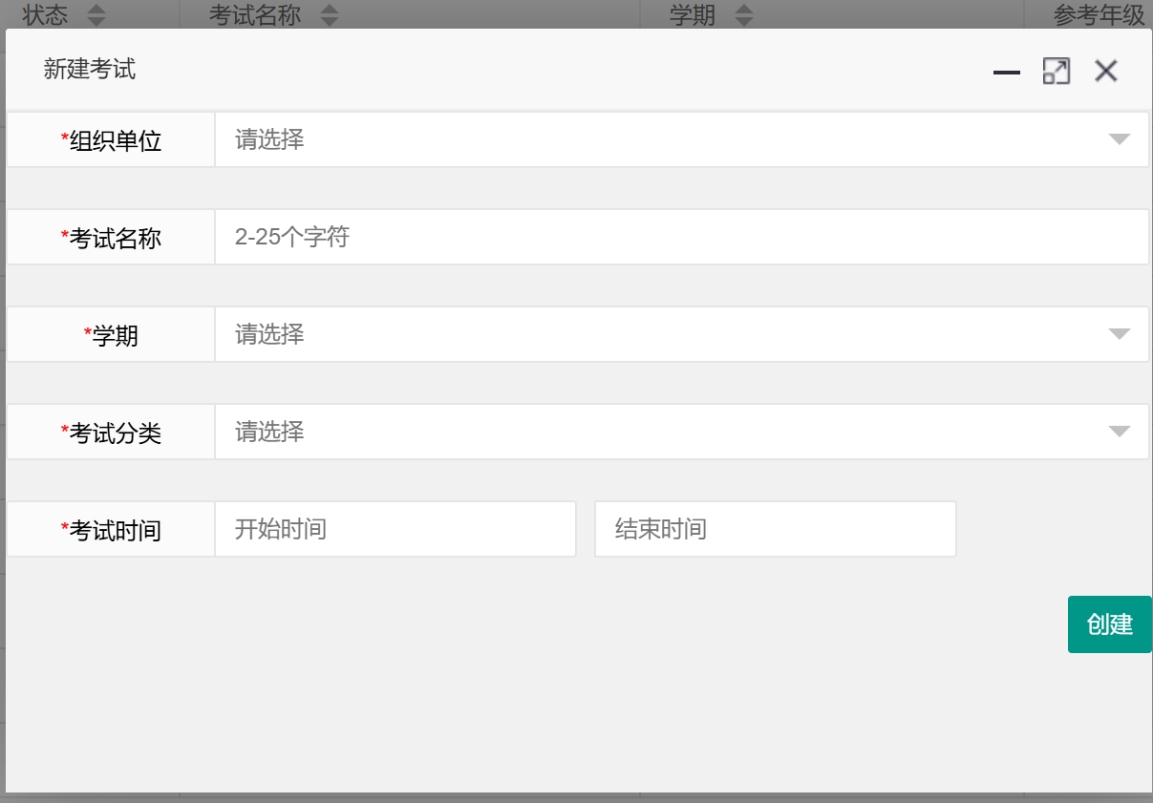 状态 考试名称 学期 参考年级
新建考试
*组织单位 请选择
*考试名称 2-25个字符
*学期 请选择
*考试分类 请选择
*考试时间 开始时间 结束时间
创建